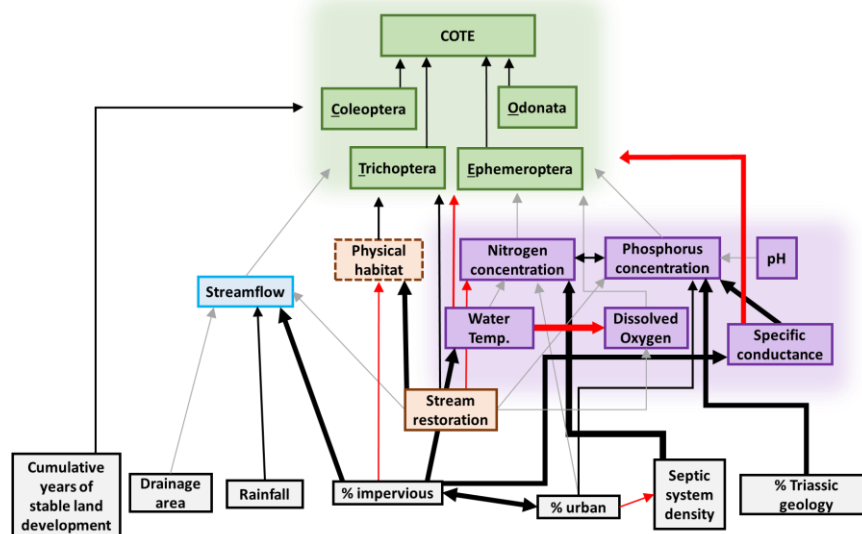 COTE
Coleoptera
Odonata
Trichoptera
Ephemeroptera
Physical
habitat
Nitrogen
concentration
Phosphorus
concentration
pH
Streamflow
Water
Temp.
Dissolved
Oxygen
Specific
conductance
Stream
restoration
Cumulative
years of
stable land
development
Drainage
area
Rainfall
% impervious
% urban
Septic
system
density
% Triassic
geology